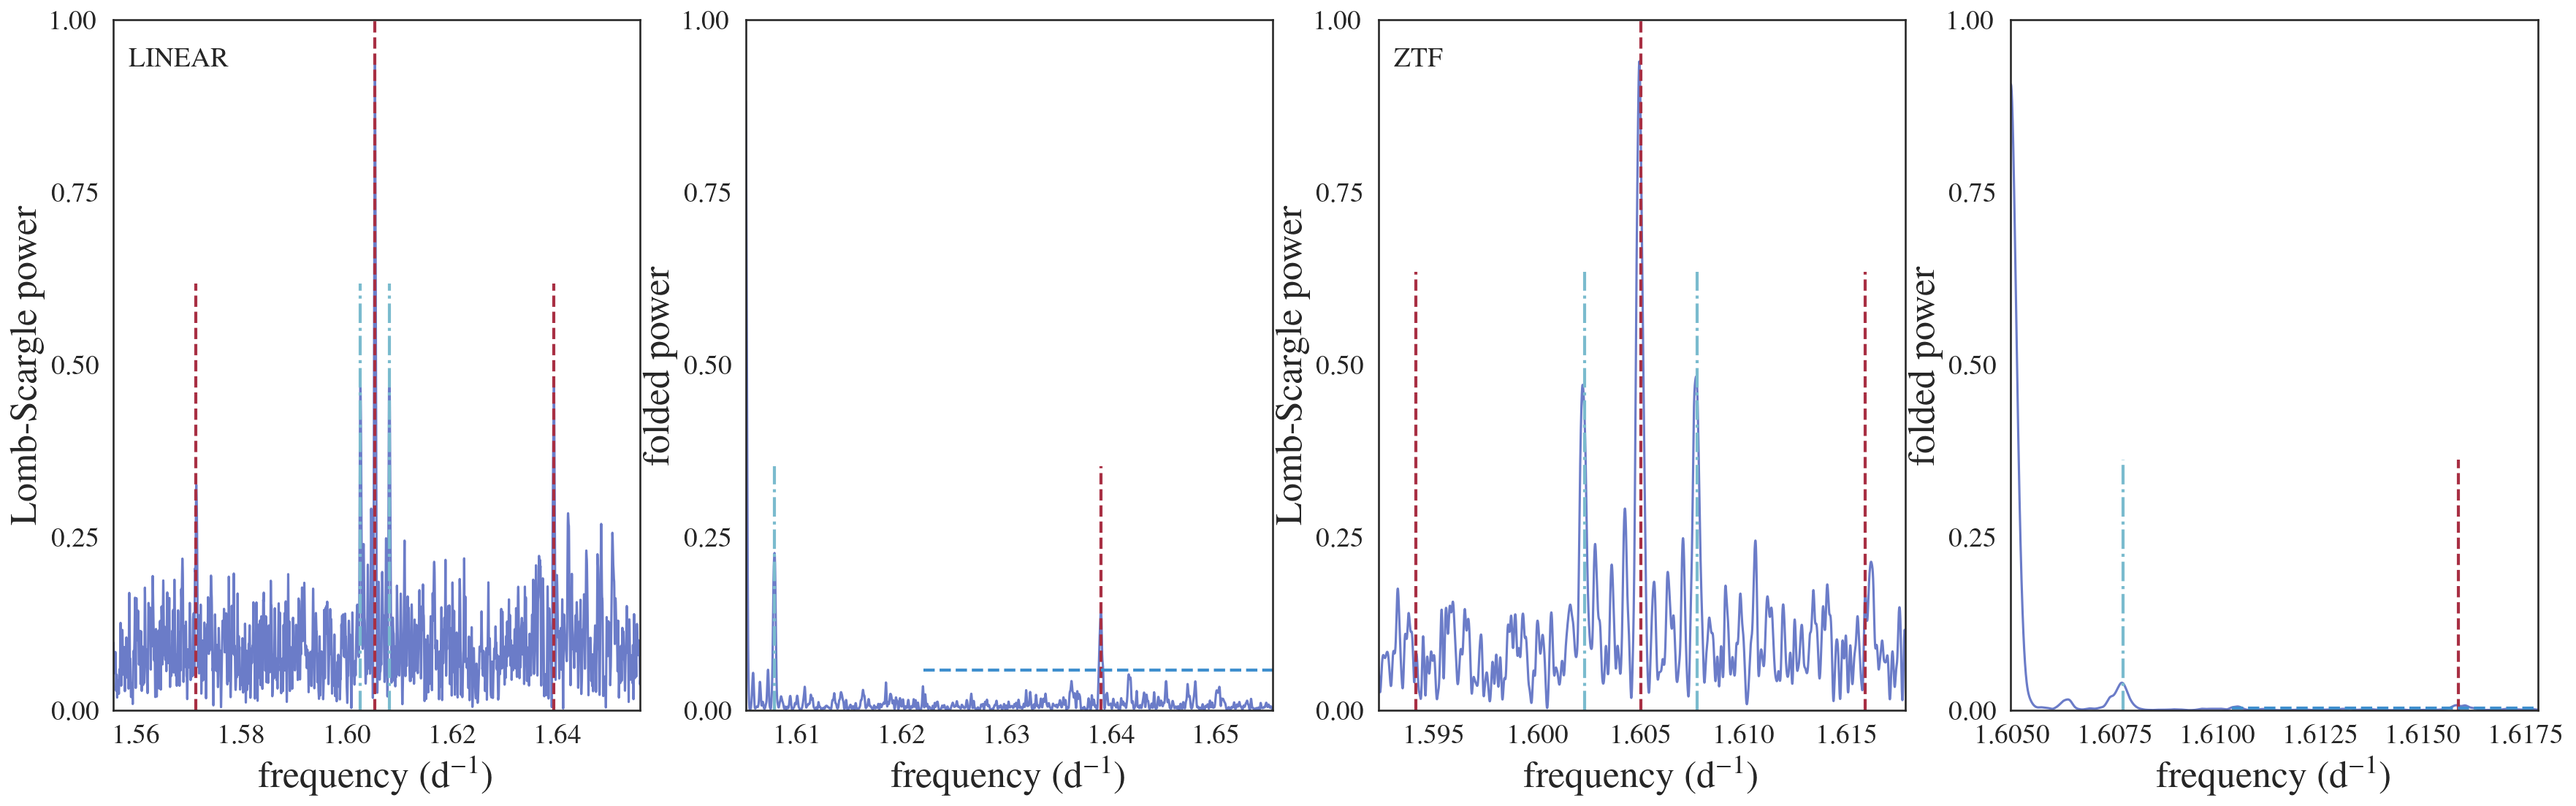 LINEAR
Lomb-Scargle power
1.00
0.75
0.50
0.25
0.00
1.56 1.58 1.60 1.62 1.64
frequency (d⁻¹)
folded power
1.00
0.75
0.50
0.25
0.00
1.61 1.62 1.63 1.64 1.65
frequency (d⁻¹)
ZTF
Lomb-Scargle power
1.00
0.75
0.50
0.25
0.00
1.595 1.600 1.605 1.610 1.615
frequency (d⁻¹)
folded power
1.00
0.75
0.50
0.25
0.00
1.6050 1.6075 1.6100 1.6125 1.6150 1.6175
frequency (d⁻¹)